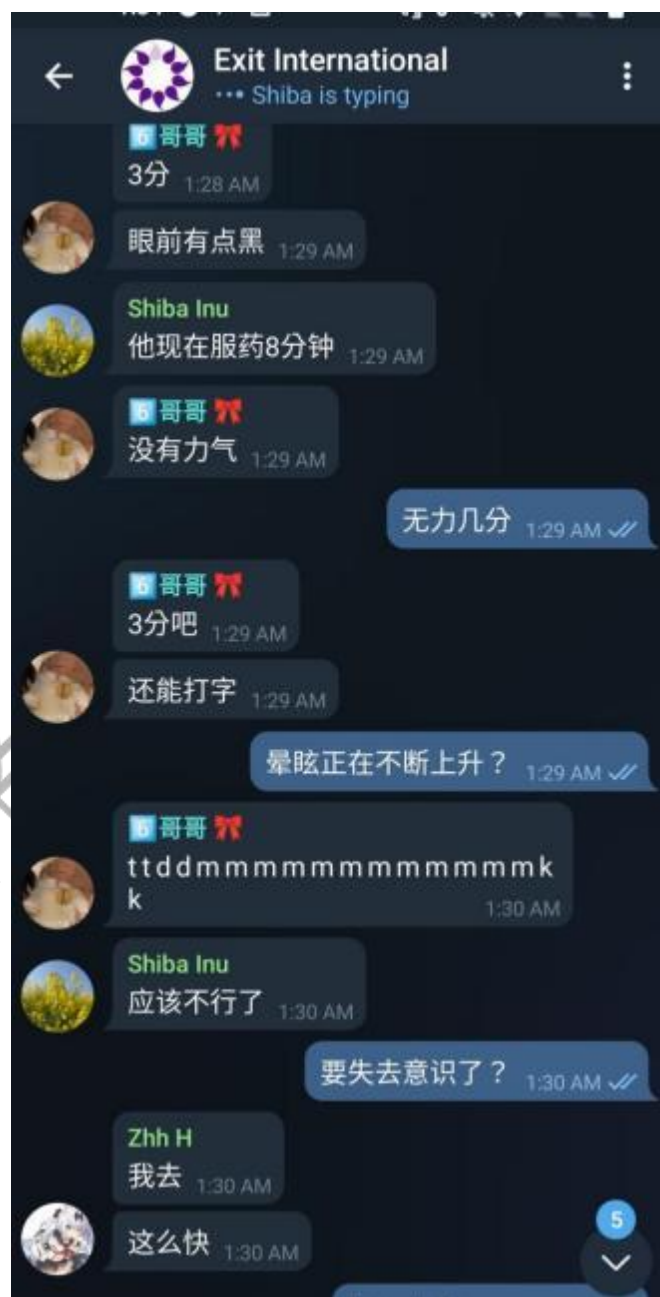 Exit International
••• Shiba is typing
6️⃣哥哥🎀
3分 1:28 AM
眼前有点黑 1:29 AM
Shiba Inu
他现在服药8分钟 1:29 AM
6️⃣哥哥🎀
没有力气 1:29 AM
无力几分 1:29 AM
6️⃣哥哥🎀
3分吧 1:29 AM
还能打字 1:29 AM
晕眩正在不断上升？ 1:29 AM
6️⃣哥哥🎀
ttddmmmmmmmmmmmmk
k 1:30 AM
Shiba Inu
应该不行了 1:30 AM
要失去意识了？ 1:30 AM
Zhh H
我去 1:30 AM
这么快 1:30 AM
5